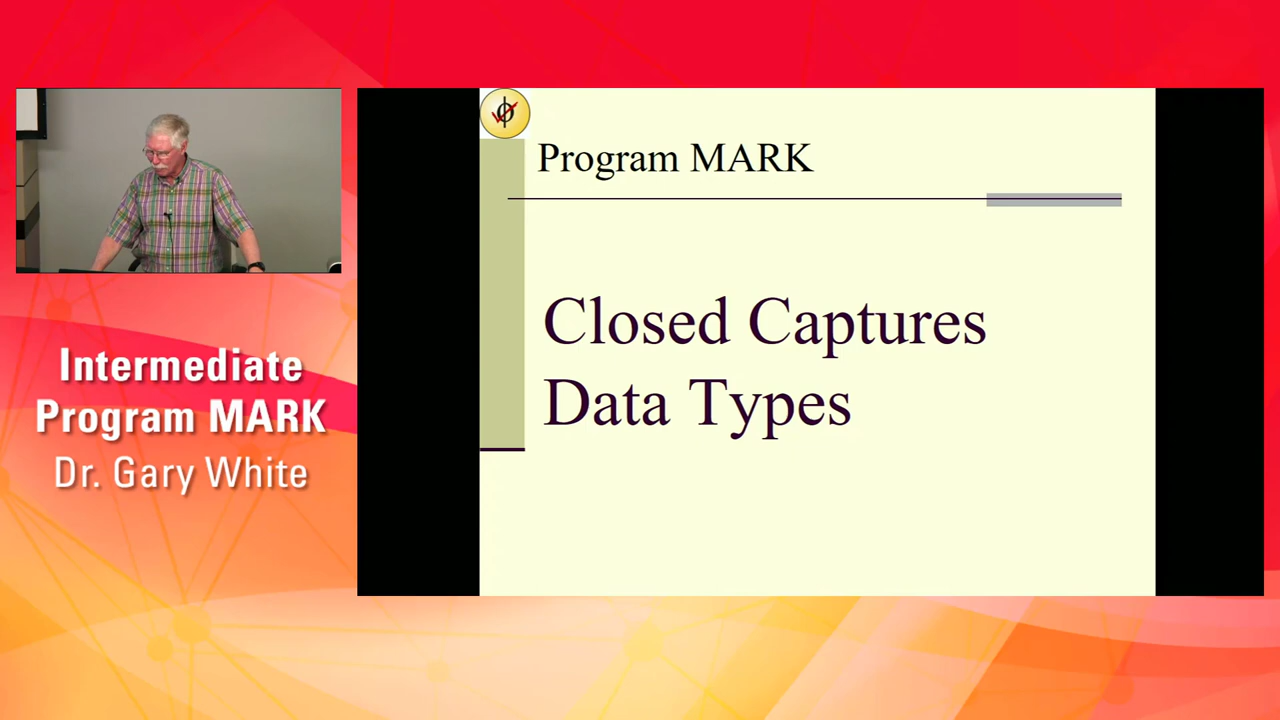 Program MARK
Closed Captures
Data Types
Intermediate
Program MARK
Dr. Gary White